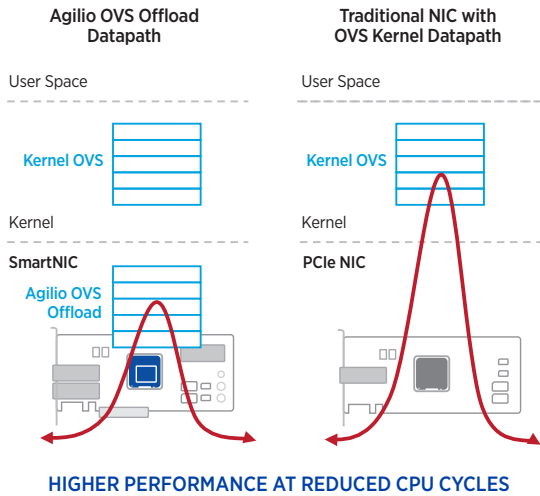 Agilio OVS Offload
Datapath
User Space
Kernel OVS
Kernel
SmartNIC
Agilio OVS
Offload
Traditional NIC with
OVS Kernel Datapath
User Space
Kernel OVS
Kernel
PCIe NIC
HIGHER PERFORMANCE AT REDUCED CPU CYCLES